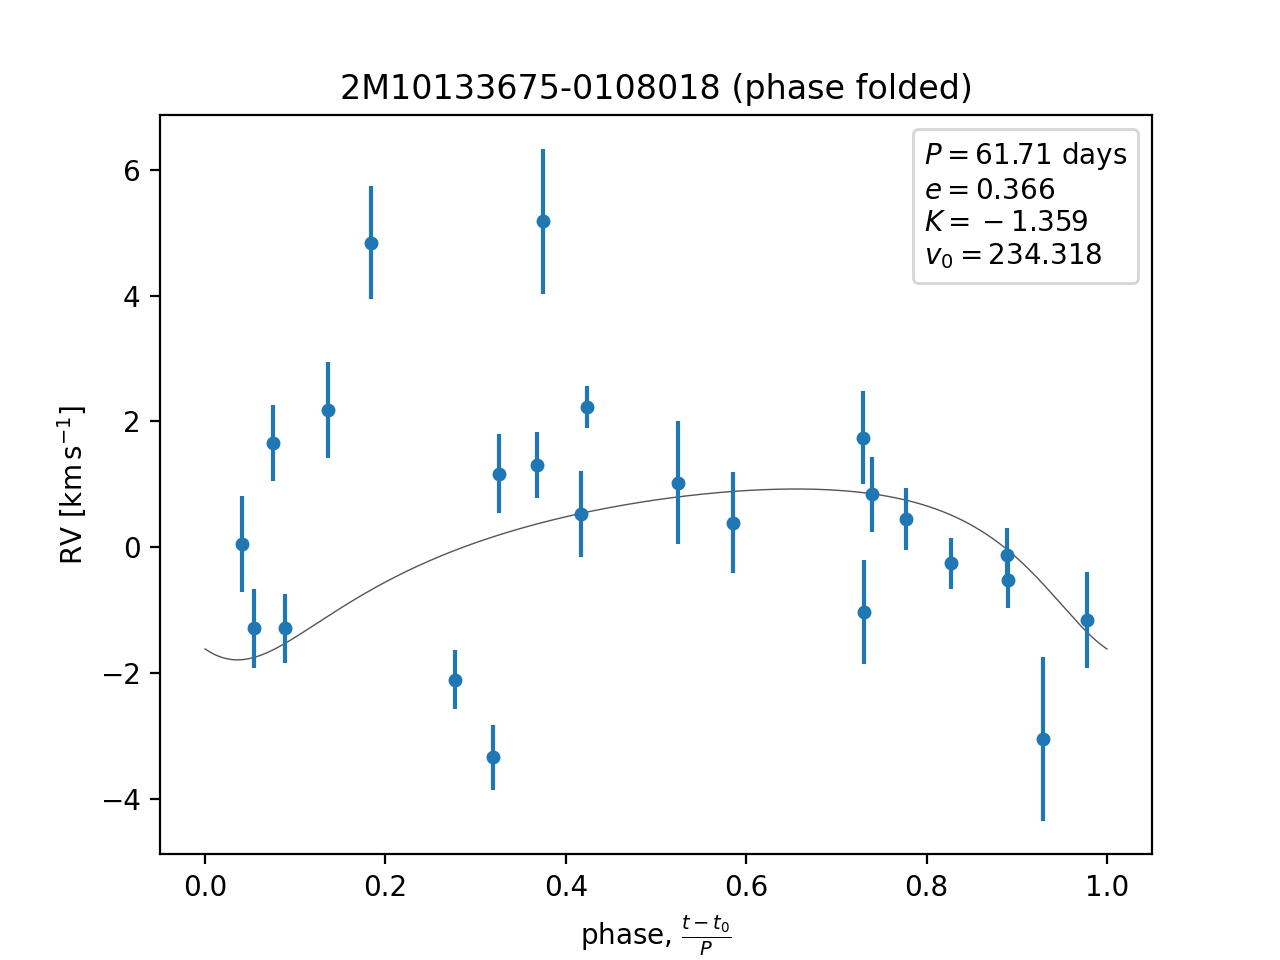 2M10133675-0108018 (phase folded)
P = 61.71 days
e = 0.366
K = −1.359
v₀ = 234.318
6
4
2
0
−2
−4
RV [km s⁻¹]
0.0 0.2 0.4 0.6 0.8 1.0
phase, (t − t₀)/P